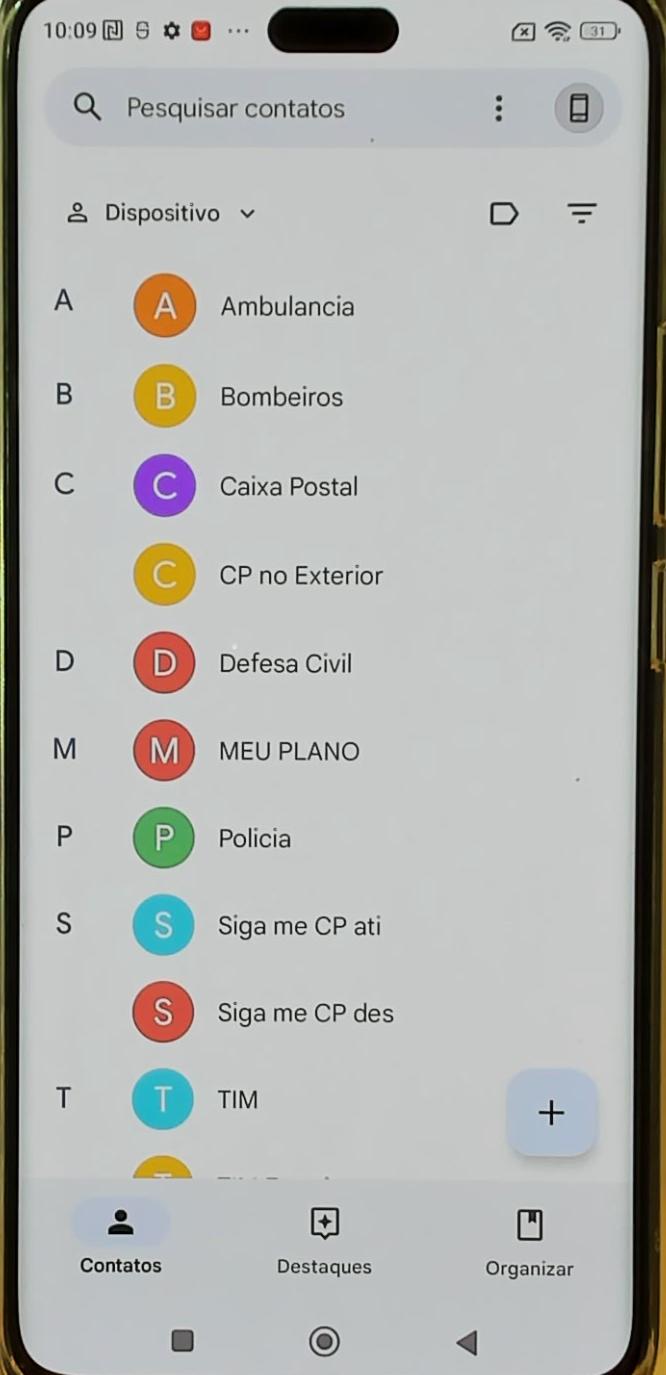 10:09
31
Pesquisar contatos
Dispositivo
A A Ambulancia
B B Bombeiros
C C Caixa Postal
C CP no Exterior
D D Defesa Civil
M M MEU PLANO
P P Policia
S S Siga me CP ati
S Siga me CP des
T T TIM
Contatos Destaques Organizar